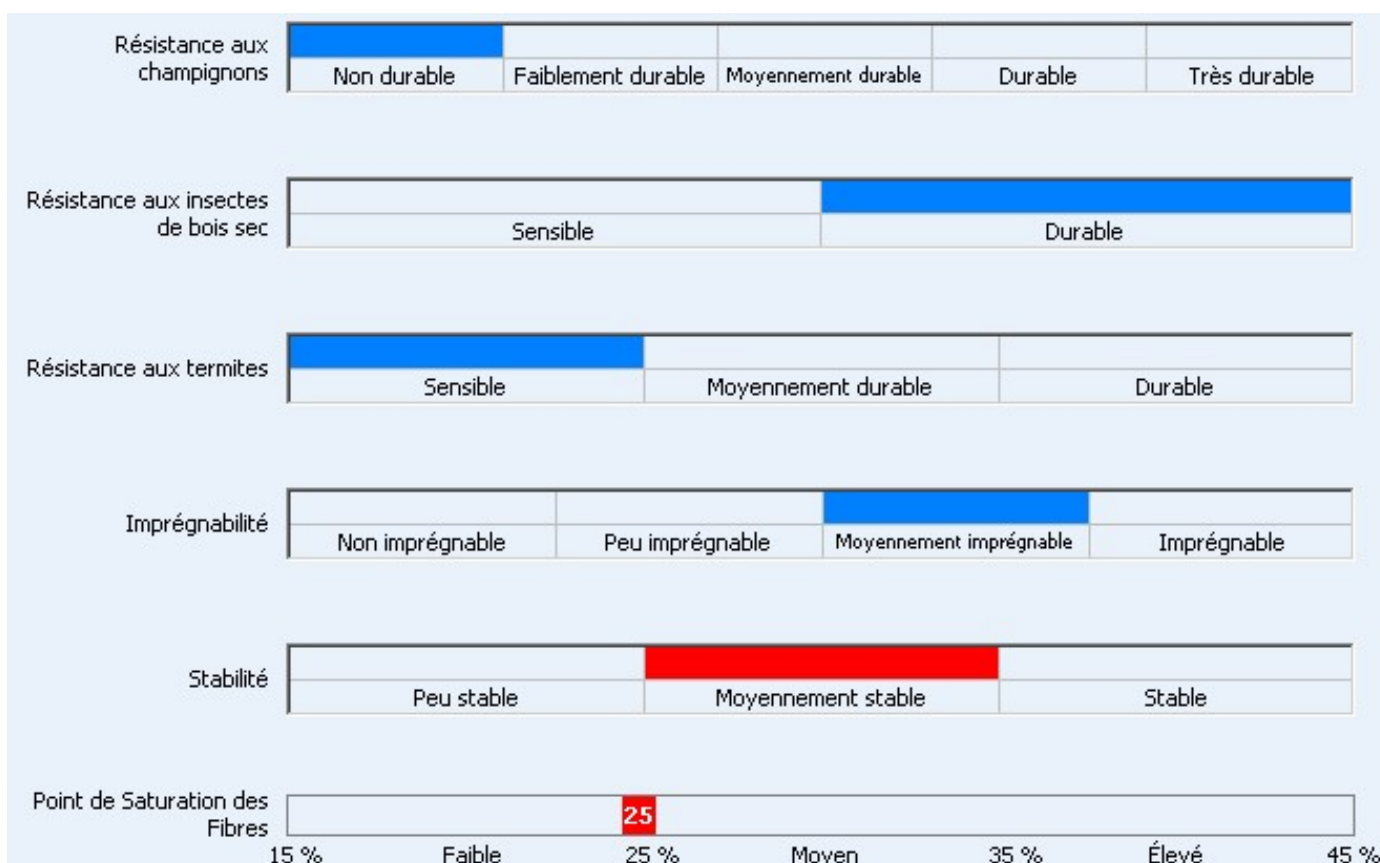 Résistance aux
champignons
Non durable Faiblement durable Moyennement durable Durable Très durable
Résistance aux insectes
de bois sec
Sensible Durable
Résistance aux termites
Sensible Moyennement durable Durable
Imprégnabilité
Non imprégnable Peu imprégnable Moyennement imprégnable Imprégnable
Stabilité
Peu stable Moyennement stable Stable
Point de Saturation des
Fibres
25
15 % Faible 25 % Moyen 35 % Élevé 45 %